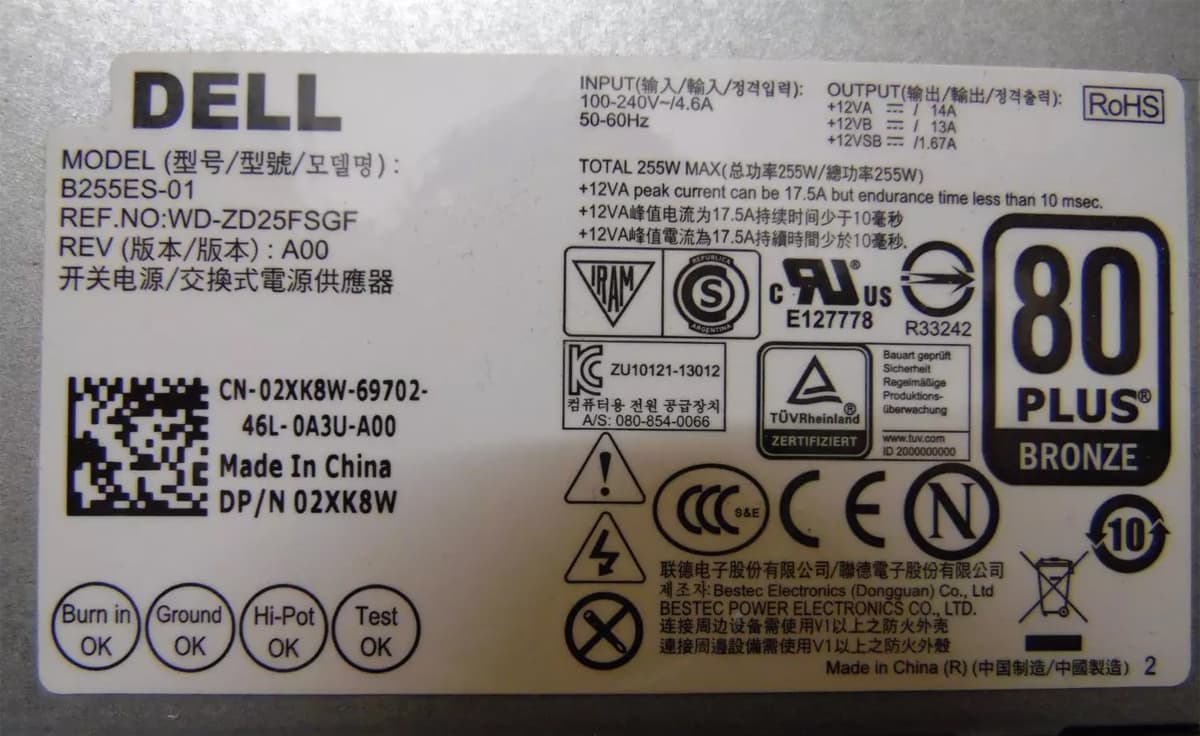 DELL
MODEL (型号/型號/모델명) :
B255ES-01
REF.NO:WD-ZD25FSGF
REV (版本/版本) : A00
开关电源/交換式電源供應器
CN-02XK8W-69702-
46L-0A3U-A00
Made In China
DP/N 02XK8W
Burn in
OK
Ground
OK
Hi-Pot
OK
Test
OK
INPUT(输入/輸入/정격입력):
100-240V~/4.6A
50-60Hz
OUTPUT(输出/輸出/정격출력):
+12VA ⎓ / 14A
+12VB ⎓ / 13A
+12VSB ⎓ /1.67A
RoHS
TOTAL 255W MAX(总功率255W/總功率255W)
+12VA peak current can be 17.5A but endurance time less than 10 msec.
+12VA峰值电流为17.5A持续时间少于10毫秒
+12VA峰值電流為17.5A持續時間少於10毫秒.
IRAM
REPUBLICA
S
ARGENTINA
c RU ® US
E127778
R33242
80
PLUS®
BRONZE
KC
ZU10121-13012
컴퓨터용 전원 공급장치
A/S: 080-854-0066
TÜVRheinland ®
ZERTIFIZIERT
Bauart geprüft
Sicherheit
Regelmäßige
Produktions-
überwachung
www.tuv.com
ID 2000000000
CCC S&E
CE
N
10
联德电子股份有限公司/聯德電子股份有限公司
제조자: Bestec Electronics (Dongguan) Co., Ltd
BESTEC POWER ELECTRONICS CO., LTD.
连接周边设备需使用V1以上之防火外壳
連接周邊設備需使用V1以上之防火外殼
Made in China (R) (中国制造/中國製造) 2